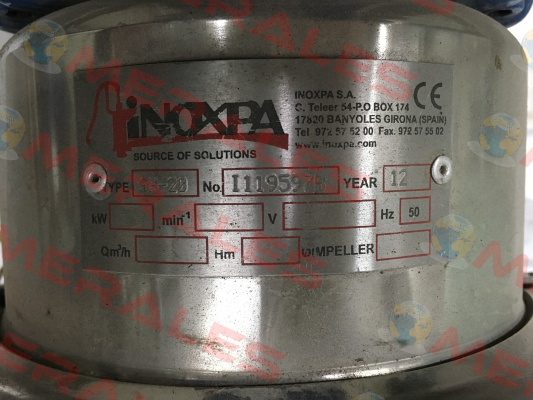 INOXPA
SOURCE OF SOLUTIONS
INOXPA S.A.
C. Teleer 54-P.O BOX 174
17820 BANYOLES GIRONA (SPAIN)
Tel. 972 57 52 00 Fax. 972 57 55 02
www.inoxpa.com
CE
TYPE No. YEAR 12
kW min-1 V Hz 50
Qm³/h Hm ØIMPELLER
MERALES